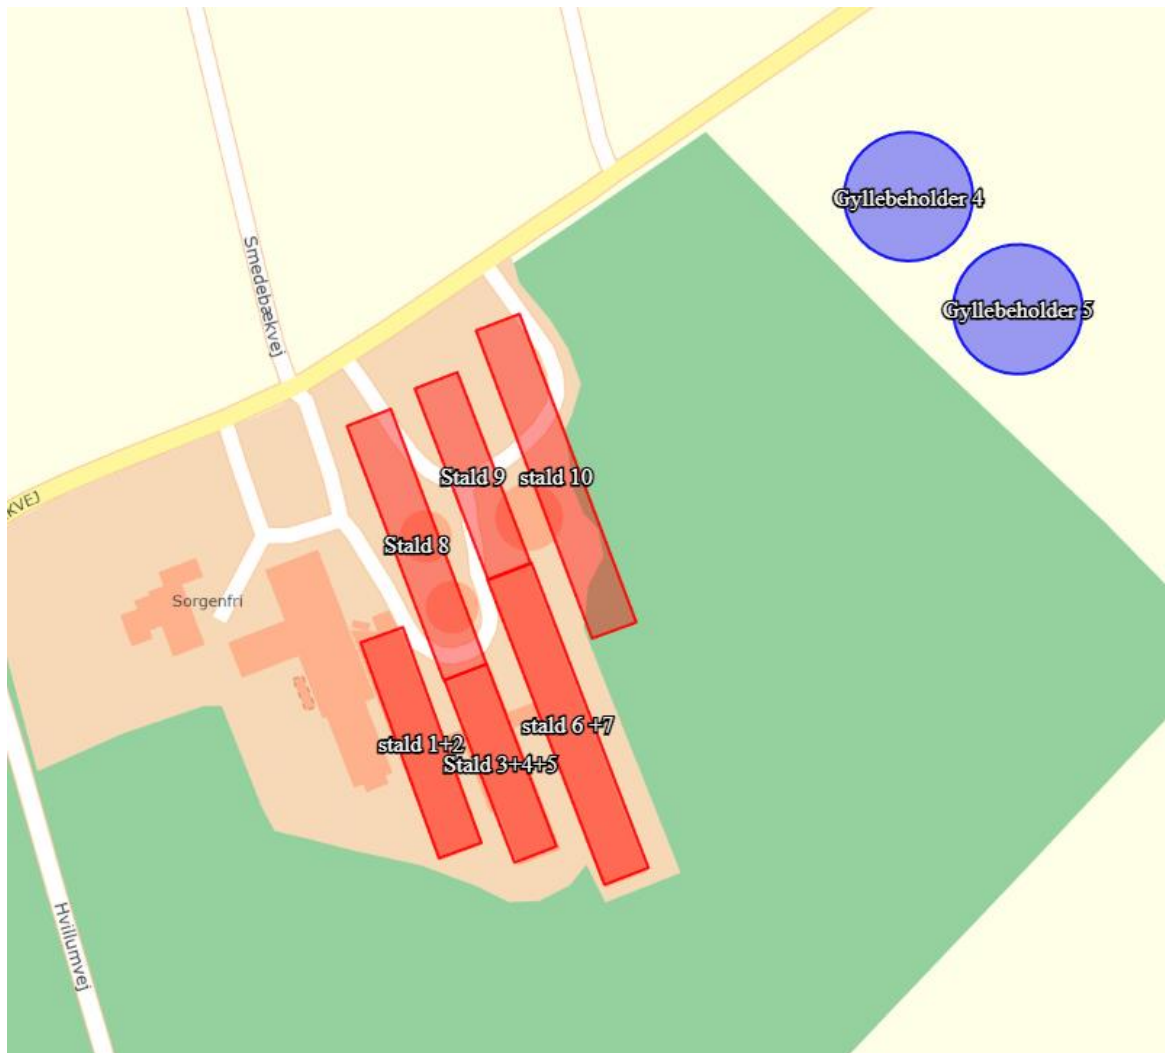 Gyllebeholder 4
Smedebækvej
Gyllebeholder 5
Stald 9
stald 10
KVEJ
Stald 8
Sorgenfri
stald 6 +7
stald 1+2
Stald 3+4+5
Hvillumvej